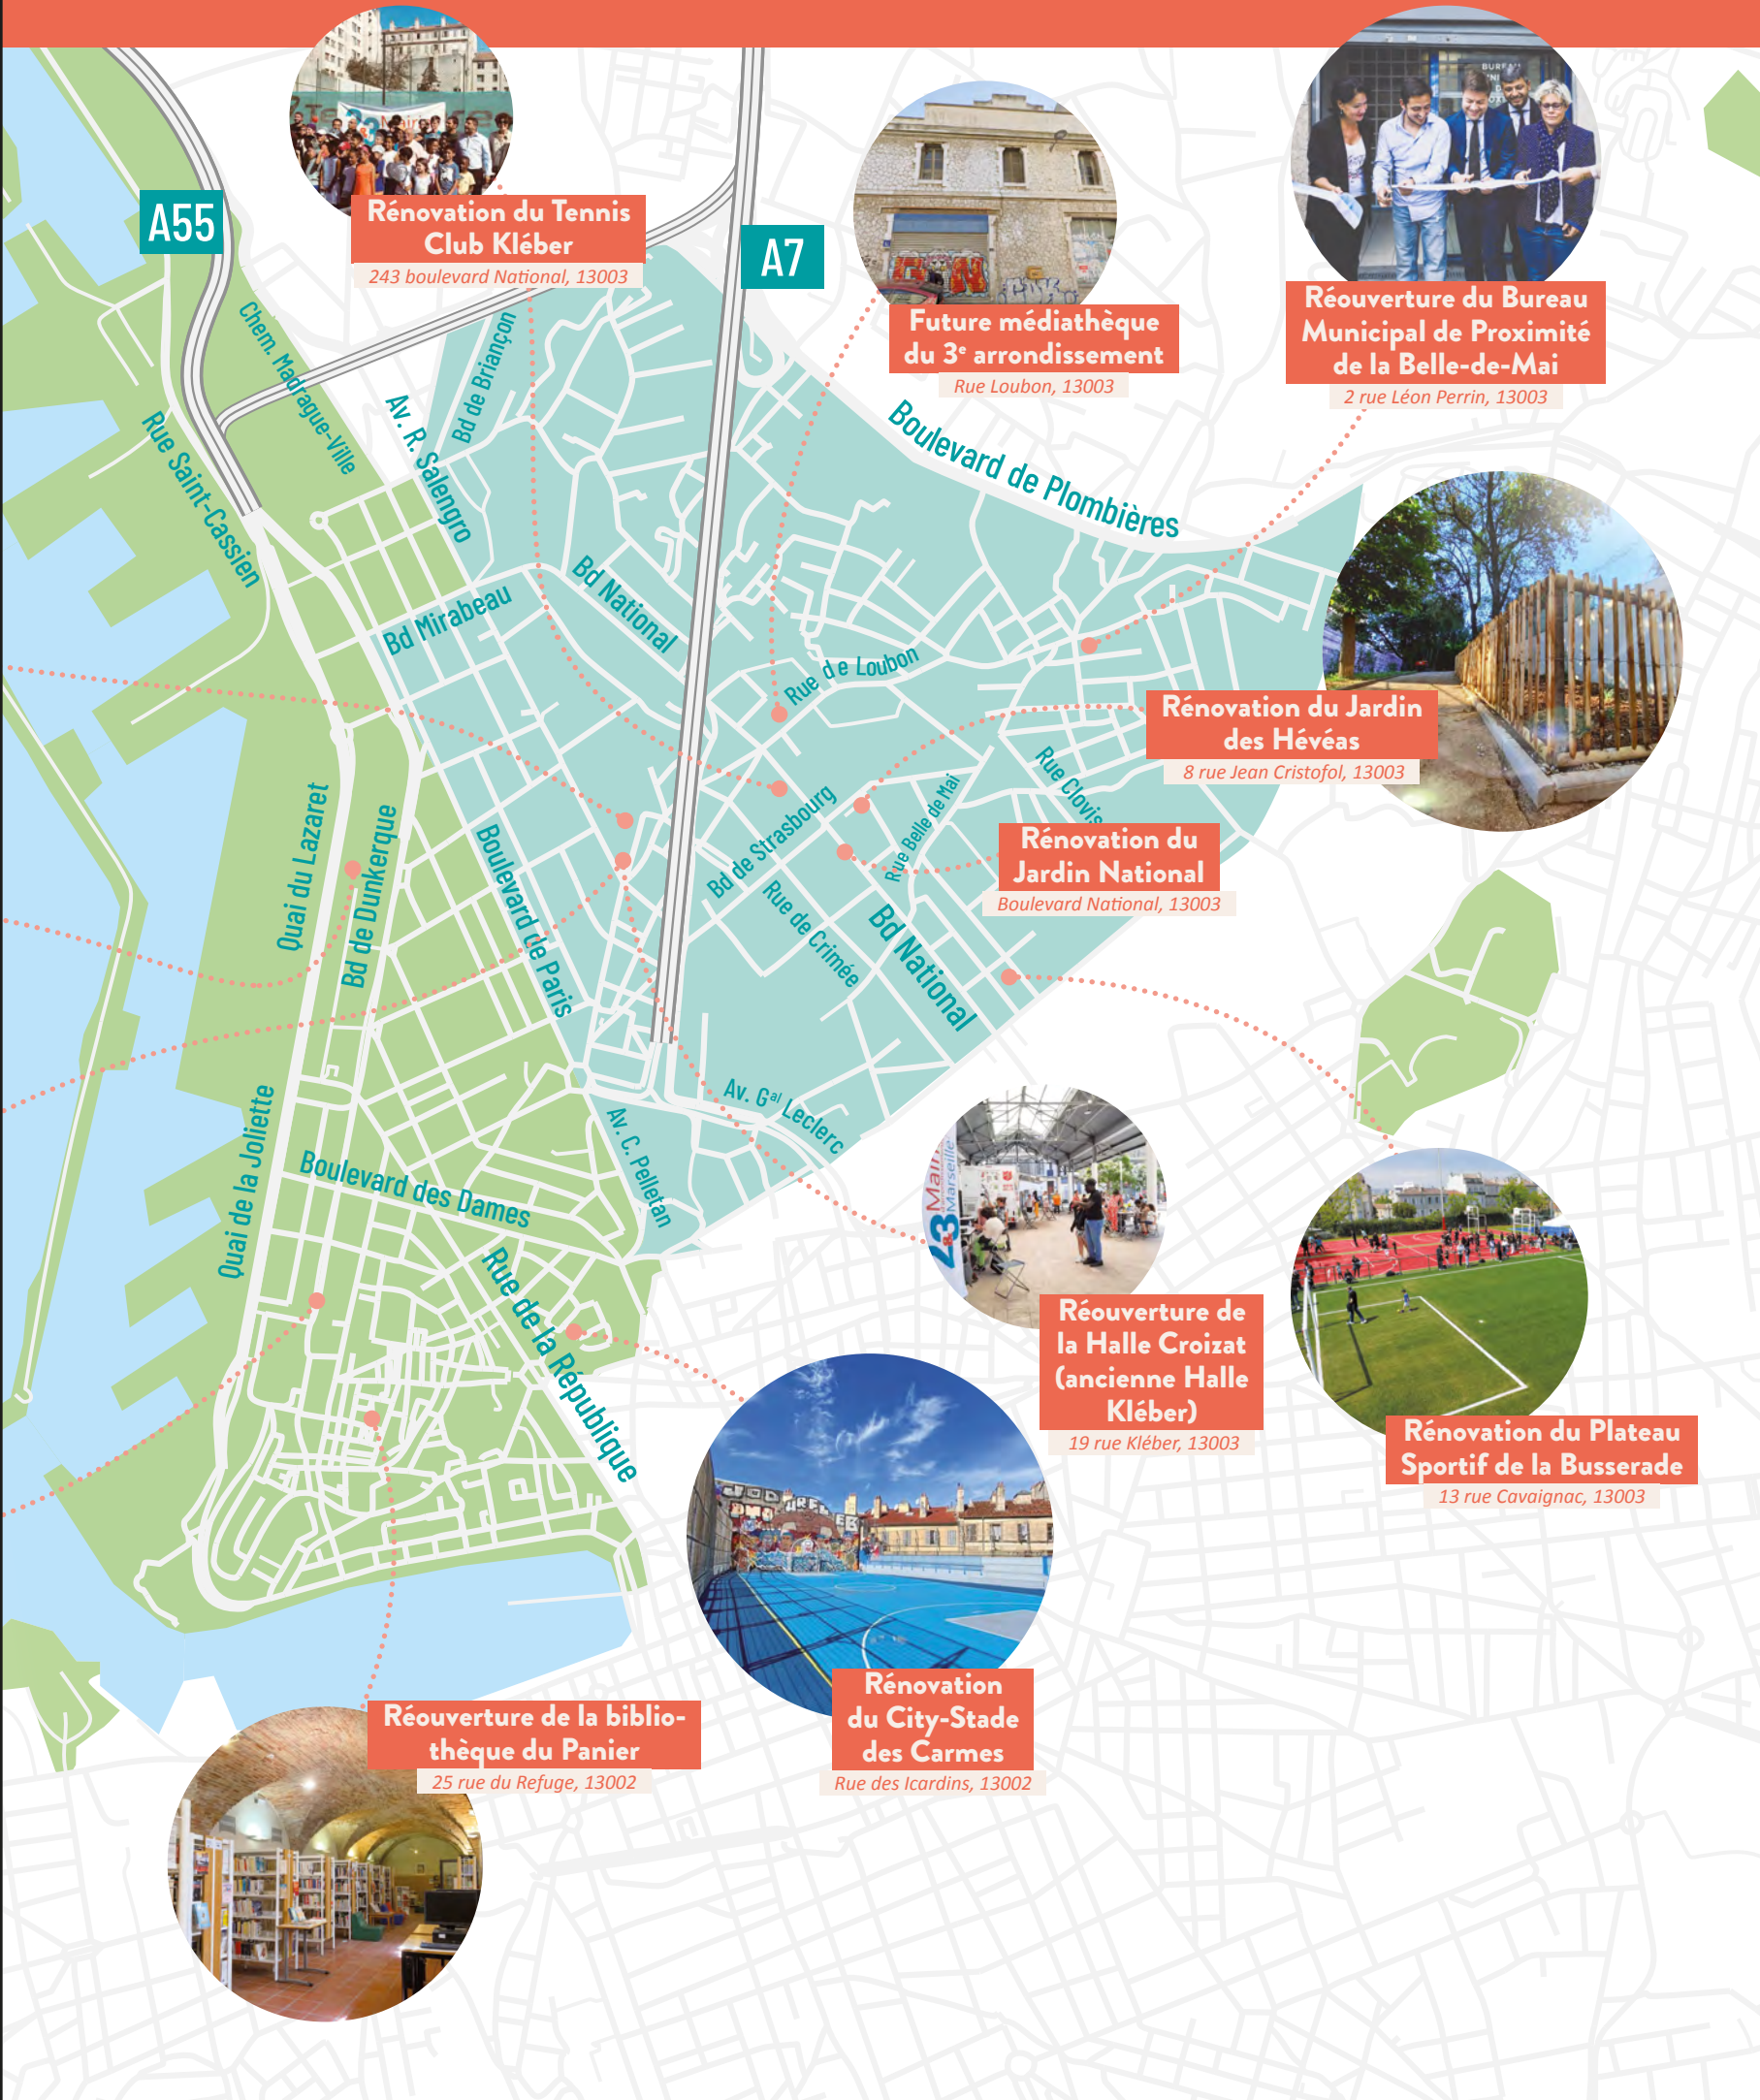 A55
A7
Rénovation du Tennis
Club Kléber
243 boulevard National, 13003
Future médiathèque
du 3e arrondissement
Rue Loubon, 13003
BUREAU
Réouverture du Bureau
Municipal de Proximité
de la Belle-de-Mai
2 rue Léon Perrin, 13003
Chem. Madrague-Ville
Rue Saint-Cassien
Av. R. Salengro
Bd de Briançon
Boulevard de Plombières
Bd Mirabeau
Bd National
Rue de Loubon
Rénovation du Jardin
des Hévéas
8 rue Jean Cristofol, 13003
Rue Clovis
Rue Belle de Mai
Bd de Strasbourg
Rénovation du
Jardin National
Boulevard National, 13003
Quai du Lazaret
Bd de Dunkerque
Boulevard de Paris
Rue de Crimée
Bd National
Quai de la Joliette
Av. Gal Leclerc
Av. C. Pelletan
Boulevard des Dames
Rue de la République
2&3 Mairie
Marseille
Réouverture de
la Halle Croizat
(ancienne Halle
Kléber)
19 rue Kléber, 13003
Rénovation du Plateau
Sportif de la Busserade
13 rue Cavaignac, 13003
Rénovation
du City-Stade
des Carmes
Rue des Icardins, 13002
Réouverture de la biblio-
thèque du Panier
25 rue du Refuge, 13002